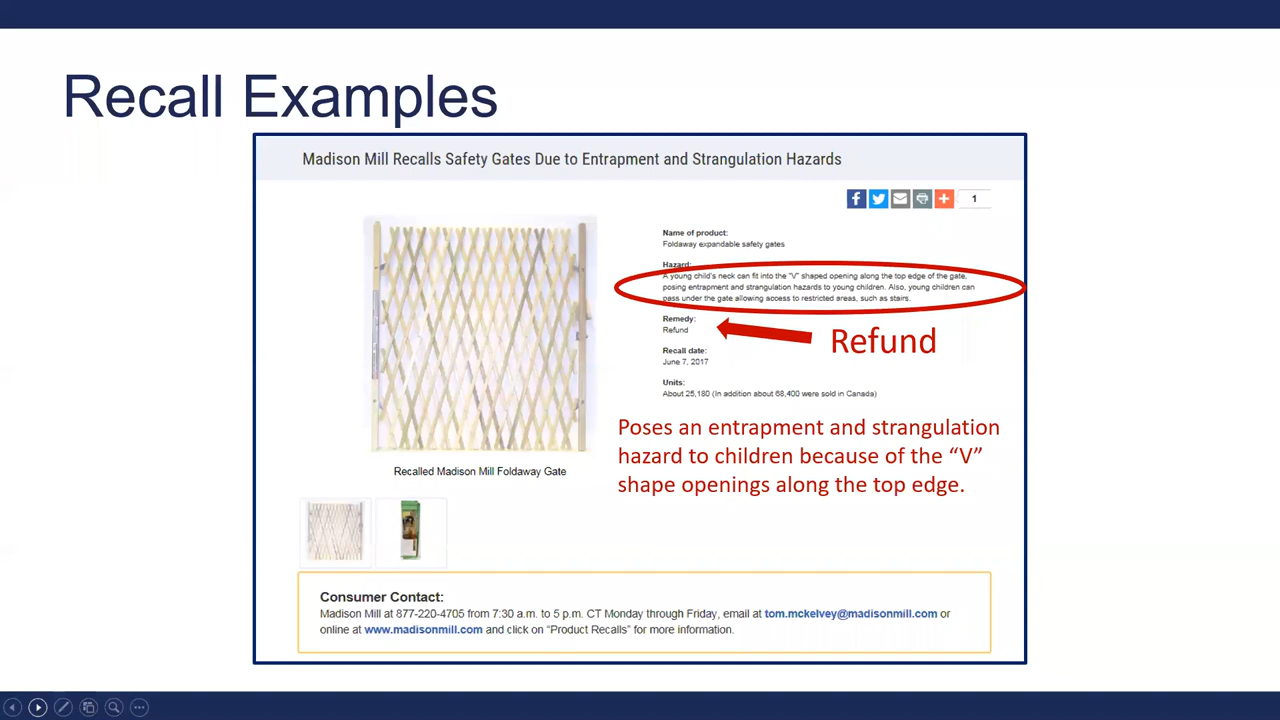 Recall Examples
Madison Mill Recalls Safety Gates Due to Entrapment and Strangulation Hazards
1
Name of product:
Foldaway expandable safety gates
Hazard:
A young child's neck can fit into the "V" shaped opening along the top edge of the gate,
posing entrapment and strangulation hazards to young children. Also, young children can
pass under the gate allowing access to restricted areas, such as stairs.
Remedy:
Refund
Refund
Recall date:
June 7, 2017
Units:
About 25,180 (In addition about 68,400 were sold in Canada)
Poses an entrapment and strangulation
hazard to children because of the “V”
shape openings along the top edge.
Recalled Madison Mill Foldaway Gate
Consumer Contact:
Madison Mill at 877-220-4705 from 7:30 a.m. to 5 p.m. CT Monday through Friday, email at tom.mckelvey@madisonmill.com or
online at www.madisonmill.com and click on “Product Recalls” for more information.